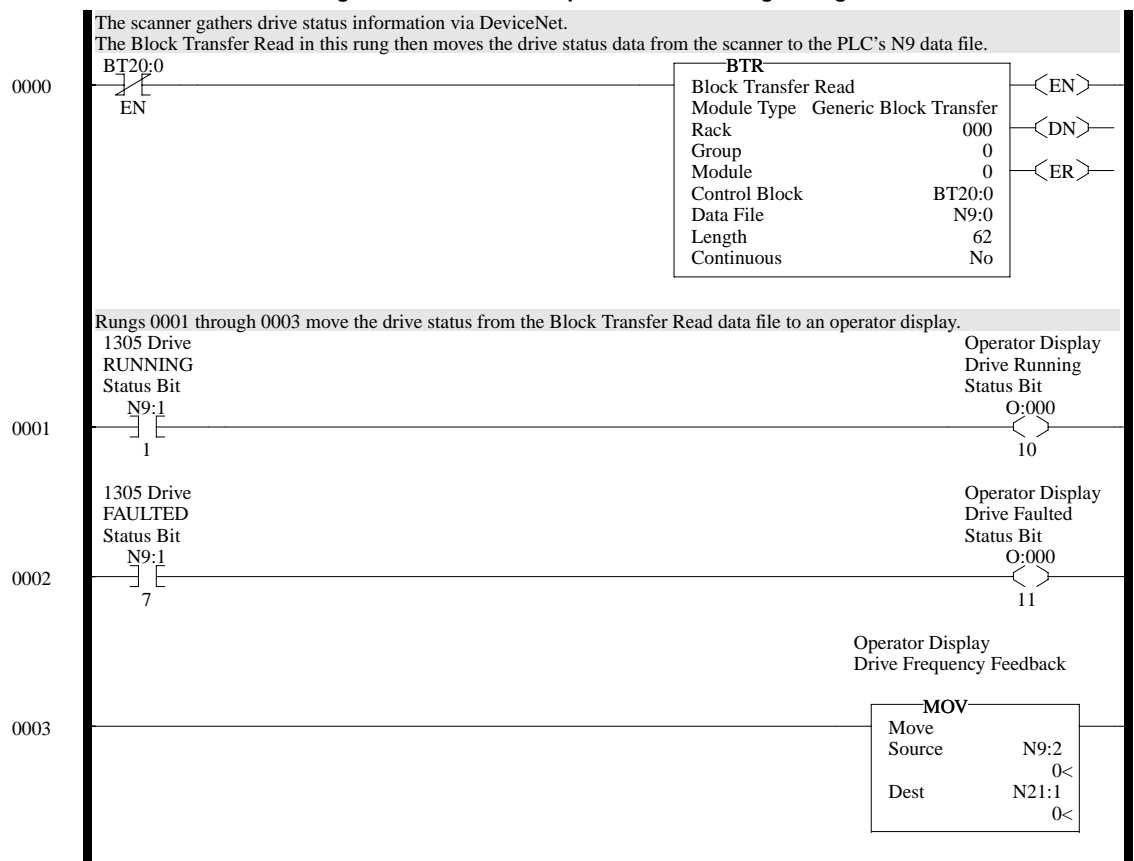 The scanner gathers drive status information via DeviceNet.
The Block Transfer Read in this rung then moves the drive status data from the scanner to the PLC's N9 data file.
0000
BT20:0
EN
BTR
Block Transfer Read
Module Type Generic Block Transfer
Rack 000
Group 0
Module 0
Control Block BT20:0
Data File N9:0
Length 62
Continuous No
EN
DN
ER
Rungs 0001 through 0003 move the drive status from the Block Transfer Read data file to an operator display.
0001
1305 Drive
RUNNING
Status Bit
N9:1
1
Operator Display
Drive Running
Status Bit
O:000
10
0002
1305 Drive
FAULTED
Status Bit
N9:1
7
Operator Display
Drive Faulted
Status Bit
O:000
11
0003
Operator Display
Drive Frequency Feedback
MOV
Move
Source N9:2
0<
Dest N21:1
0<